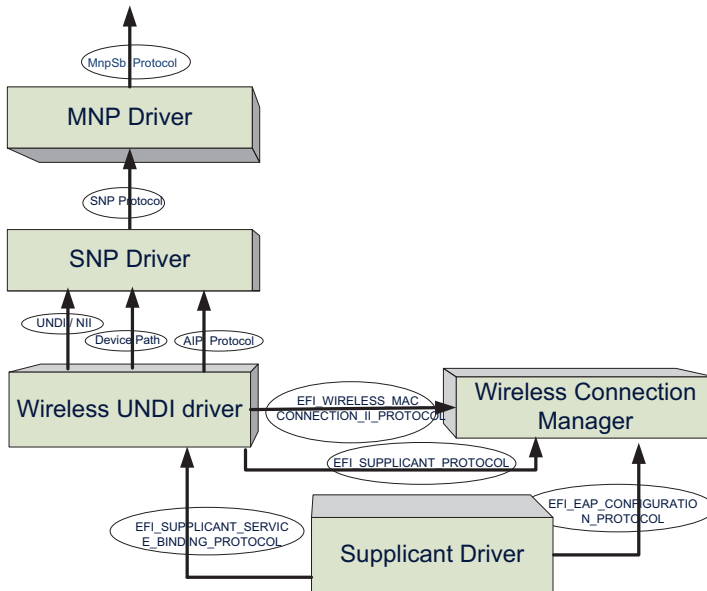 MnpSb Protocol
MNP Driver
SNP Protocol
SNP Driver
UNDI / NII
Device Path
AIP Protocol
Wireless UNDI driver
EFI_WIRELESS_MAC_
CONNECTION_II_PROTOCOL
Wireless Connection
Manager
EFI_SUPPLICANT_PROTOCOL
EFI_SUPPLICANT_SERVIC
E_BINDING_PROTOCOL
Supplicant Driver
EFI_EAP_CONFIGURATIO
N_PROTOCOL